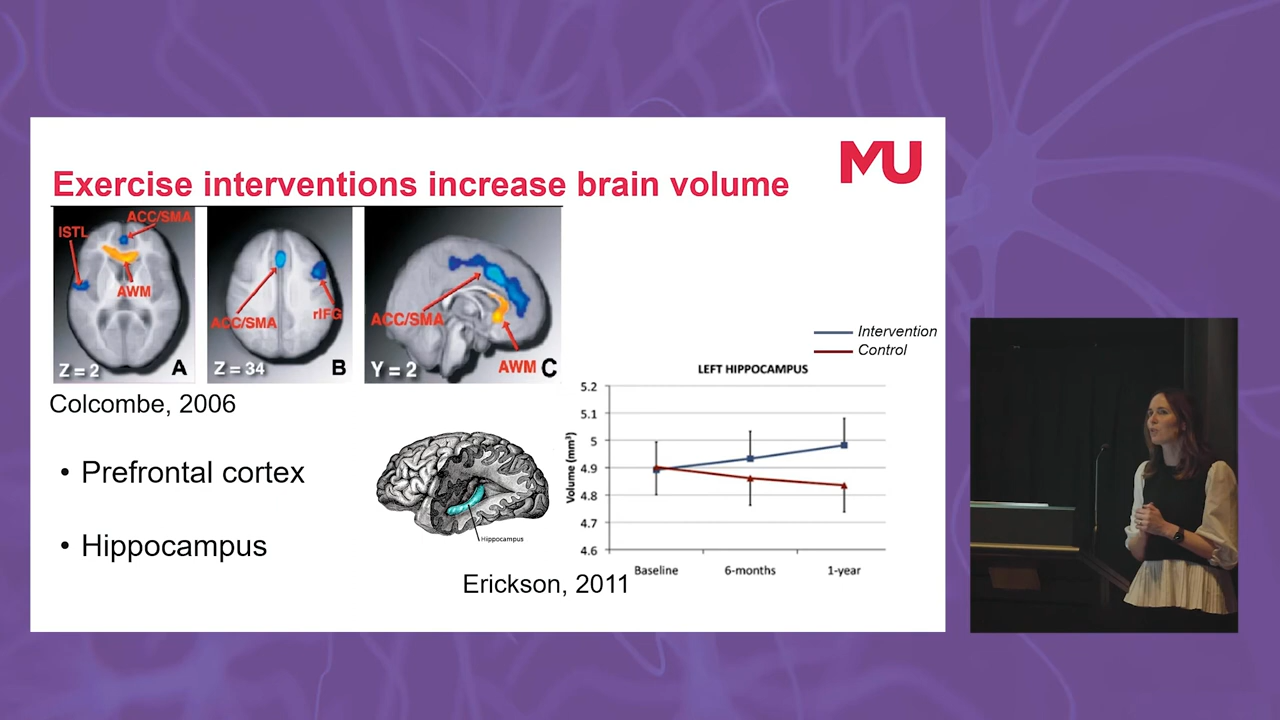 MU
Exercise interventions increase brain volume
ACC/SMA
lSTL
AWM
Z = 2
A
ACC/SMA
rIFG
Z = 34
B
ACC/SMA
AWM
Y = 2
C
Colcombe, 2006
• Prefrontal cortex
• Hippocampus
Hippocampus
Intervention
Control
LEFT HIPPOCAMPUS
Volume (mm³)
5.2
5.1
5
4.9
4.8
4.7
4.6
Baseline
6-months
1-year
Erickson, 2011